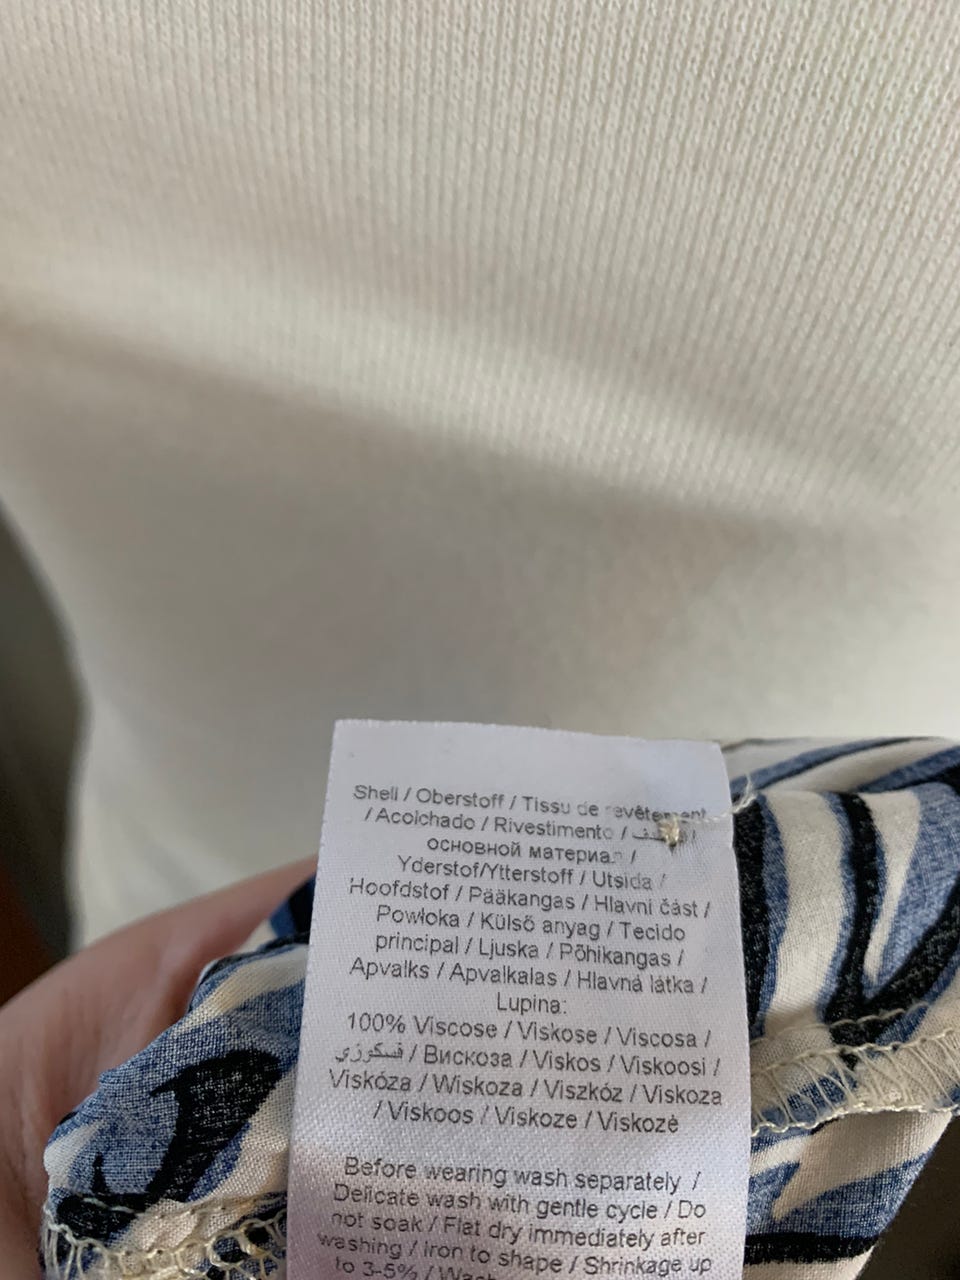 Shell / Oberstoff / Tissu de revêtement
/ Acolchado / Rivestimento /
основной материал /
Yderstof/Ytterstoff / Utsida /
Hoofdstof / Pääkangas / Hlavní část /
Powłoka / Külső anyag / Tecido
principal / Ljuska / Põhikangas /
Apvalks / Apvalkalas / Hlavná látka /
Lupina:
100% Viscose / Viskose / Viscosa /
فسكوزي / Вискоза / Viskos / Viskoosi /
Viskóza / Wiskoza / Viszkóz / Viskoza
/ Viskoos / Viskoze / Viskozė
Before wearing wash separately /
Delicate wash with gentle cycle / Do
not soak / Flat dry immediately after
washing / Iron to shape / Shrinkage up
to 3-5% /